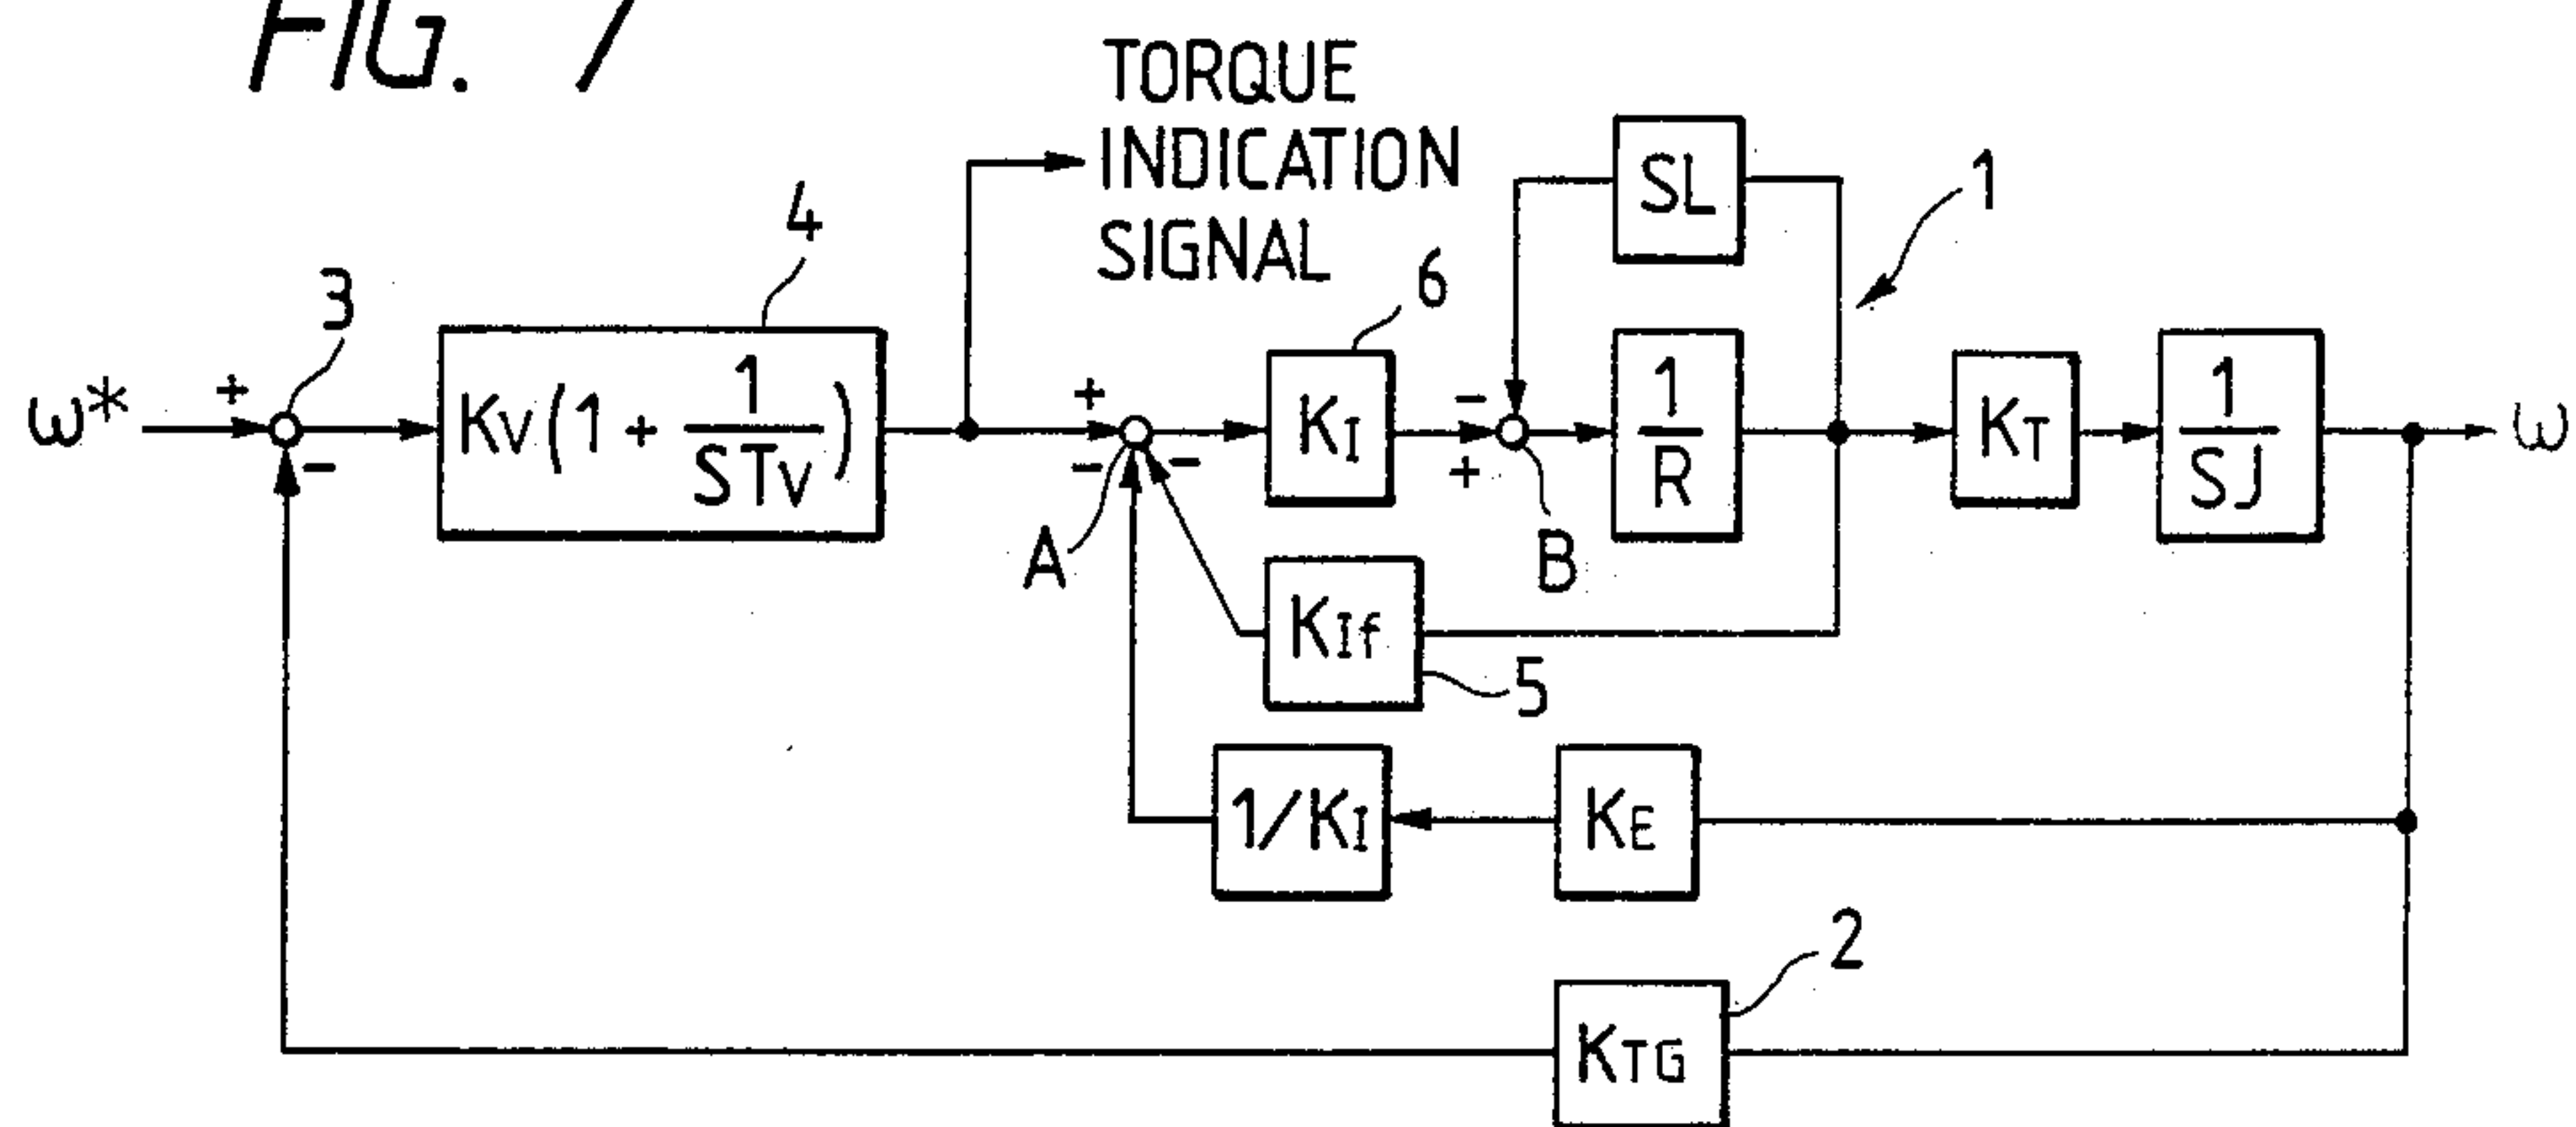 FIG. 7
TORQUE
INDICATION
SIGNAL
SL
1
4
3
6
ω*
+
-
Kv(1 + 1/STv)
+
-
-
KI
-
+
1/R
KT
1/SJ
ω
A
B
KIf
5
1/KI
KE
2
KTG